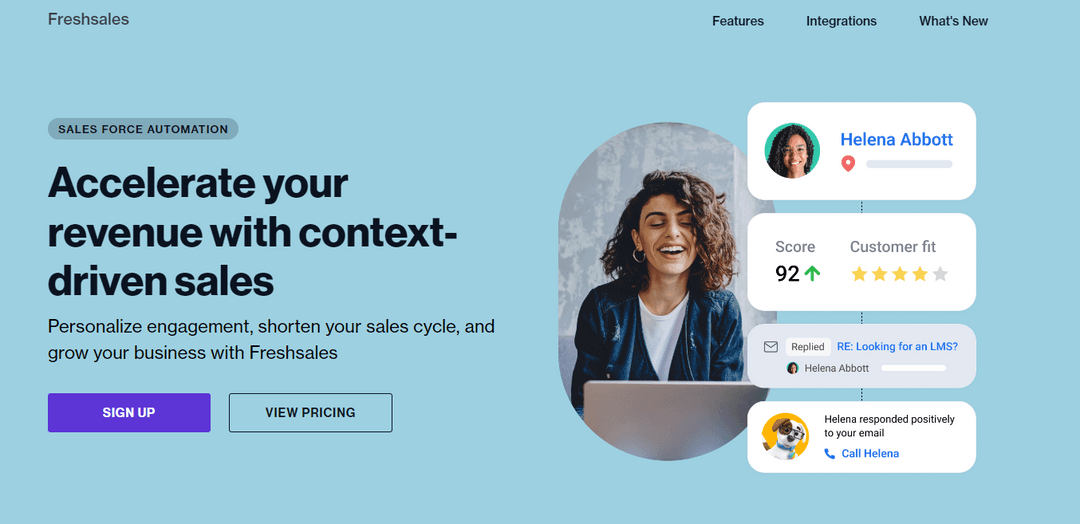 Freshsales
Features
Integrations
What's New
SALES FORCE AUTOMATION
Accelerate your
revenue with context-
driven sales
Personalize engagement, shorten your sales cycle, and
grow your business with Freshsales
SIGN UP
VIEW PRICING
Helena Abbott
Score
Customer fit
92
Replied
RE: Looking for an LMS?
Helena Abbott
Helena responded positively
to your email
Call Helena